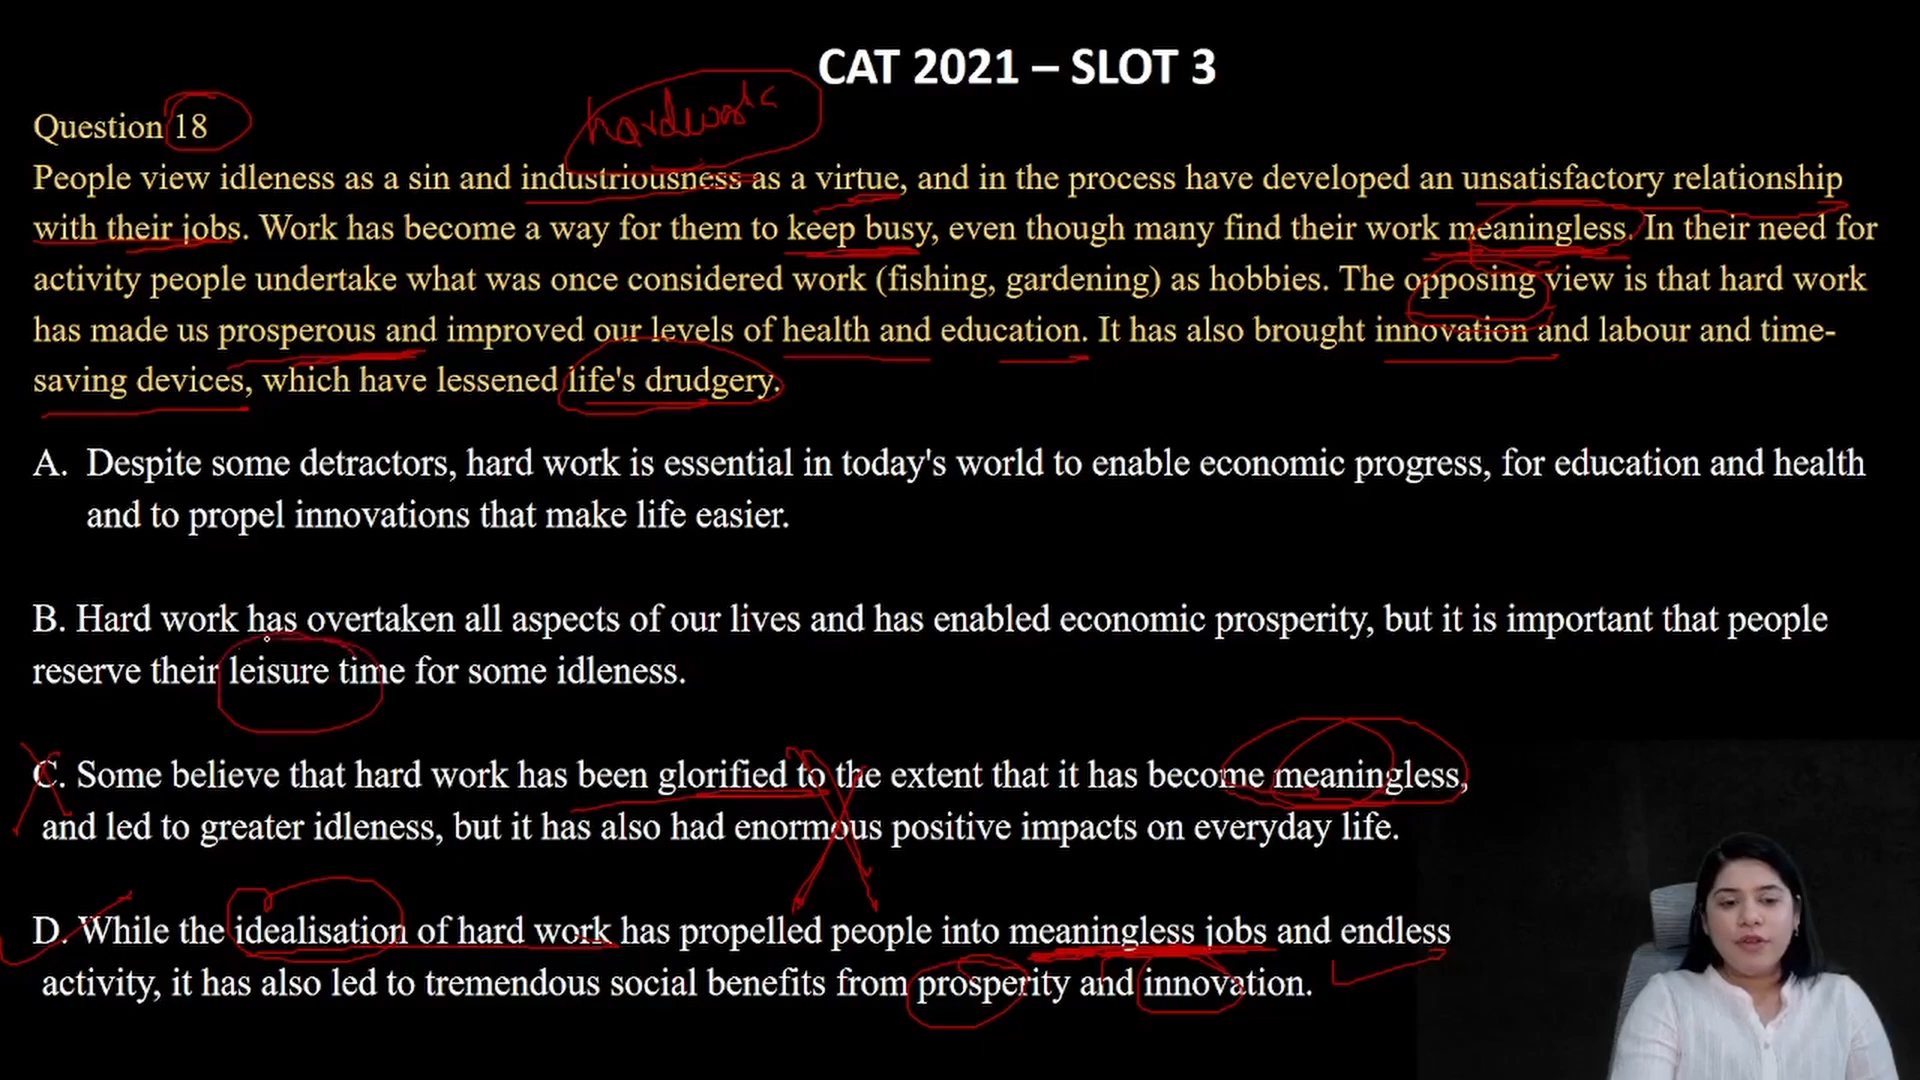 CAT 2021 – SLOT 3
hardwork
Question 18
People view idleness as a sin and industriousness as a virtue, and in the process have developed an unsatisfactory relationship
with their jobs. Work has become a way for them to keep busy, even though many find their work meaningless. In their need for
activity people undertake what was once considered work (fishing, gardening) as hobbies. The opposing view is that hard work
has made us prosperous and improved our levels of health and education. It has also brought innovation and labour and time-
saving devices, which have lessened life's drudgery.
A. Despite some detractors, hard work is essential in today's world to enable economic progress, for education and health
and to propel innovations that make life easier.
B. Hard work has overtaken all aspects of our lives and has enabled economic prosperity, but it is important that people
reserve their leisure time for some idleness.
C. Some believe that hard work has been glorified to the extent that it has become meaningless,
and led to greater idleness, but it has also had enormous positive impacts on everyday life.
D. While the idealisation of hard work has propelled people into meaningless jobs and endless
activity, it has also led to tremendous social benefits from prosperity and innovation.